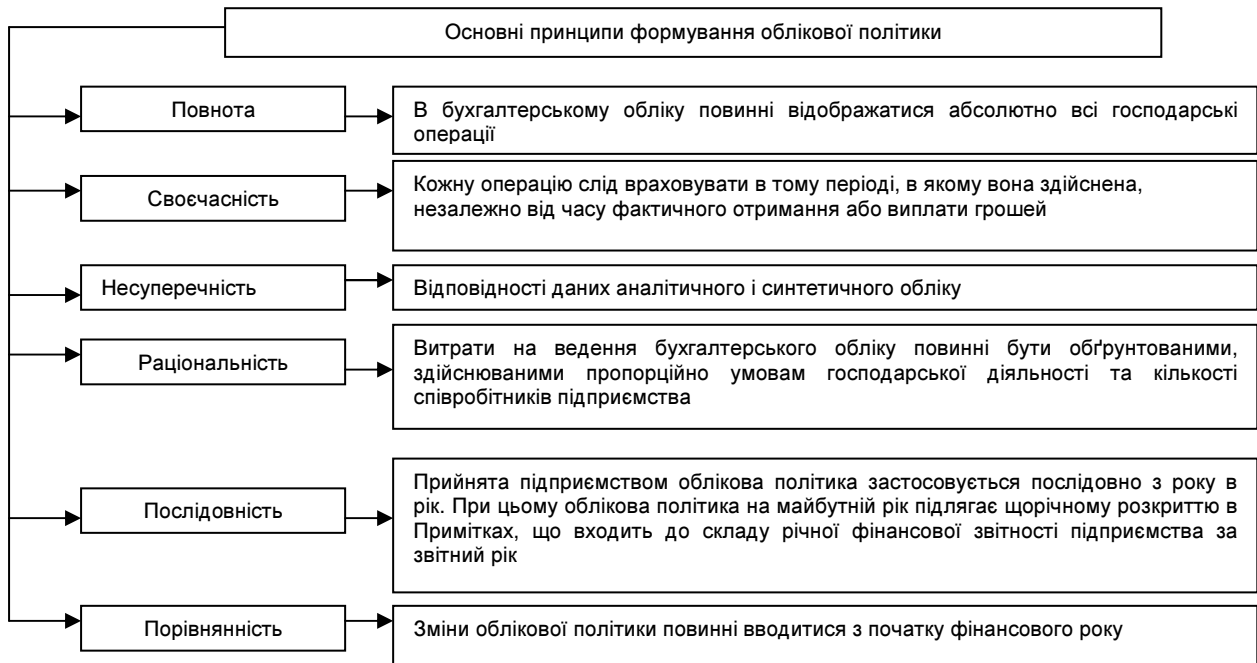 Основні принципи формування облікової політики
Повнота
В бухгалтерському обліку повинні відображатися абсолютно всі господарські
операції
Своєчасність
Кожну операцію слід враховувати в тому періоді, в якому вона здійснена,
незалежно від часу фактичного отримання або виплати грошей
Несуперечність
Відповідності даних аналітичного і синтетичного обліку
Раціональність
Витрати на ведення бухгалтерського обліку повинні бути обґрунтованими,
здійснюваними пропорційно умовам господарської діяльності та кількості
співробітників підприємства
Послідовність
Прийнята підприємством облікова політика застосовується послідовно з року в
рік. При цьому облікова політика на майбутній рік підлягає щорічному розкриттю в
Примітках, що входить до складу річної фінансової звітності підприємства за
звітний рік
Порівнянність
Зміни облікової політики повинні вводитися з початку фінансового року